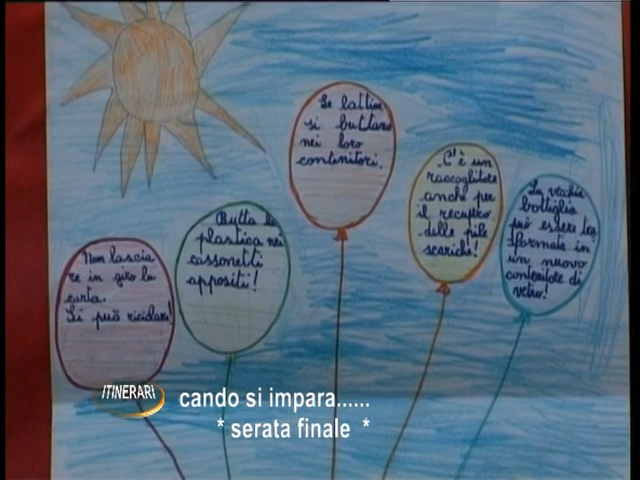 Non lascia
re in giro la
carta.
Si può riciclare!
Butta la
plastica nei
cassonetti
appositi!
Le lattine
si buttano
nei loro
contenitori.
C'è un
raccoglitore
anche per
il recupero
delle pile
scariche!
La vecchia
bottiglia
può essere tra
sformata in
un nuovo
contenitore di
vetro!
ITINERARI
cando si impara......
* serata finale *